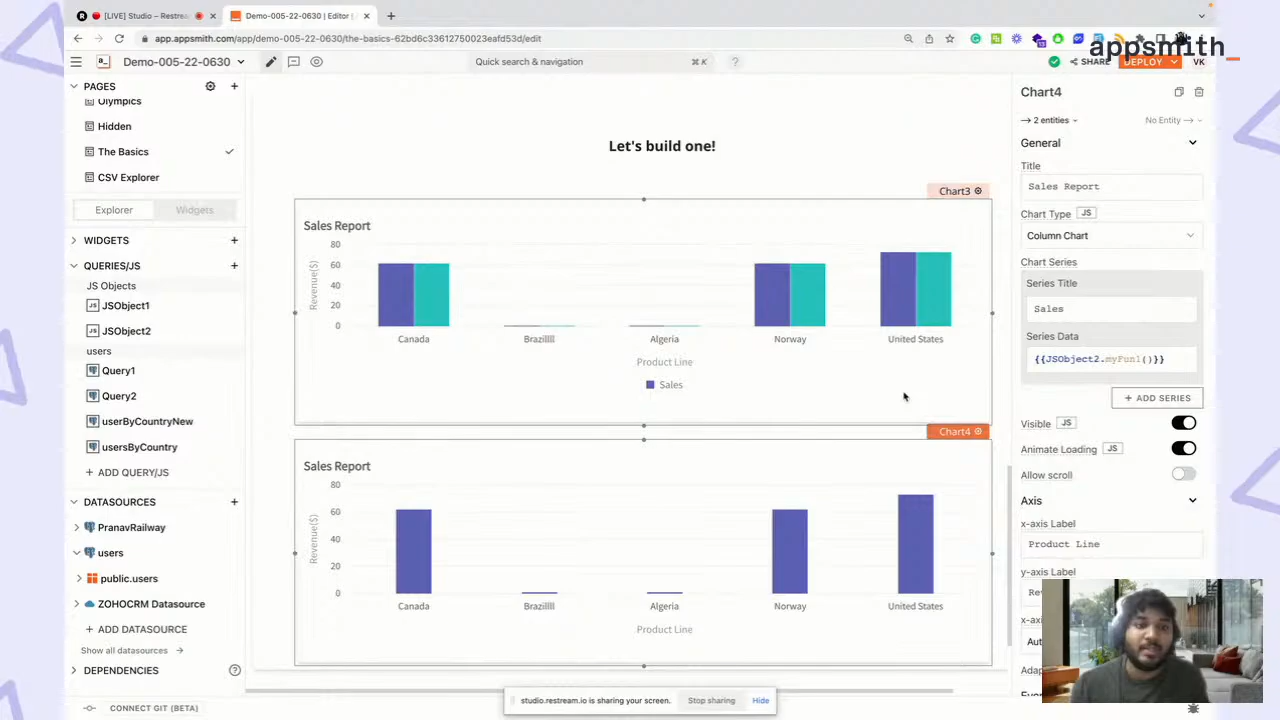 [LIVE] Studio – Restream
Demo-005-22-0630 | Editor |
app.appsmith.com/app/demo-005-22-0630/the-basics-62bd6c33612750023eafd53d/edit
appsmith_
Demo-005-22-0630
Quick search & navigation
⌘ K
?
SHARE
DEPLOY
VK
PAGES
Olympics
Hidden
The Basics
CSV Explorer
Explorer
Widgets
WIDGETS
QUERIES/JS
JS Objects
JS JSObject1
JS JSObject2
users
Query1
Query2
userByCountryNew
usersByCountry
+ ADD QUERY/JS
DATASOURCES
PranavRailway
users
public.users
ZOHOCRM Datasource
+ ADD DATASOURCE
Show all datasources
DEPENDENCIES
?
CONNECT GIT (BETA)
Let's build one!
Chart3
Sales Report
80
60
40
20
0
Revenue($)
Canada
Brazillll
Algeria
Norway
United States
Product Line
Sales
Chart4
Sales Report
80
60
40
20
0
Revenue($)
Canada
Brazillll
Algeria
Norway
United States
Product Line
studio.restream.io is sharing your screen.
Stop sharing
Hide
Chart4
2 entities
No Entity
General
Title
Sales Report
Chart Type JS
Column Chart
Chart Series
Series Title
Sales
Series Data
{{JSObject2.myFun1()}}
+ ADD SERIES
Visible JS
Animate Loading JS
Allow scroll
Axis
x-axis Label
Product Line
y-axis Label